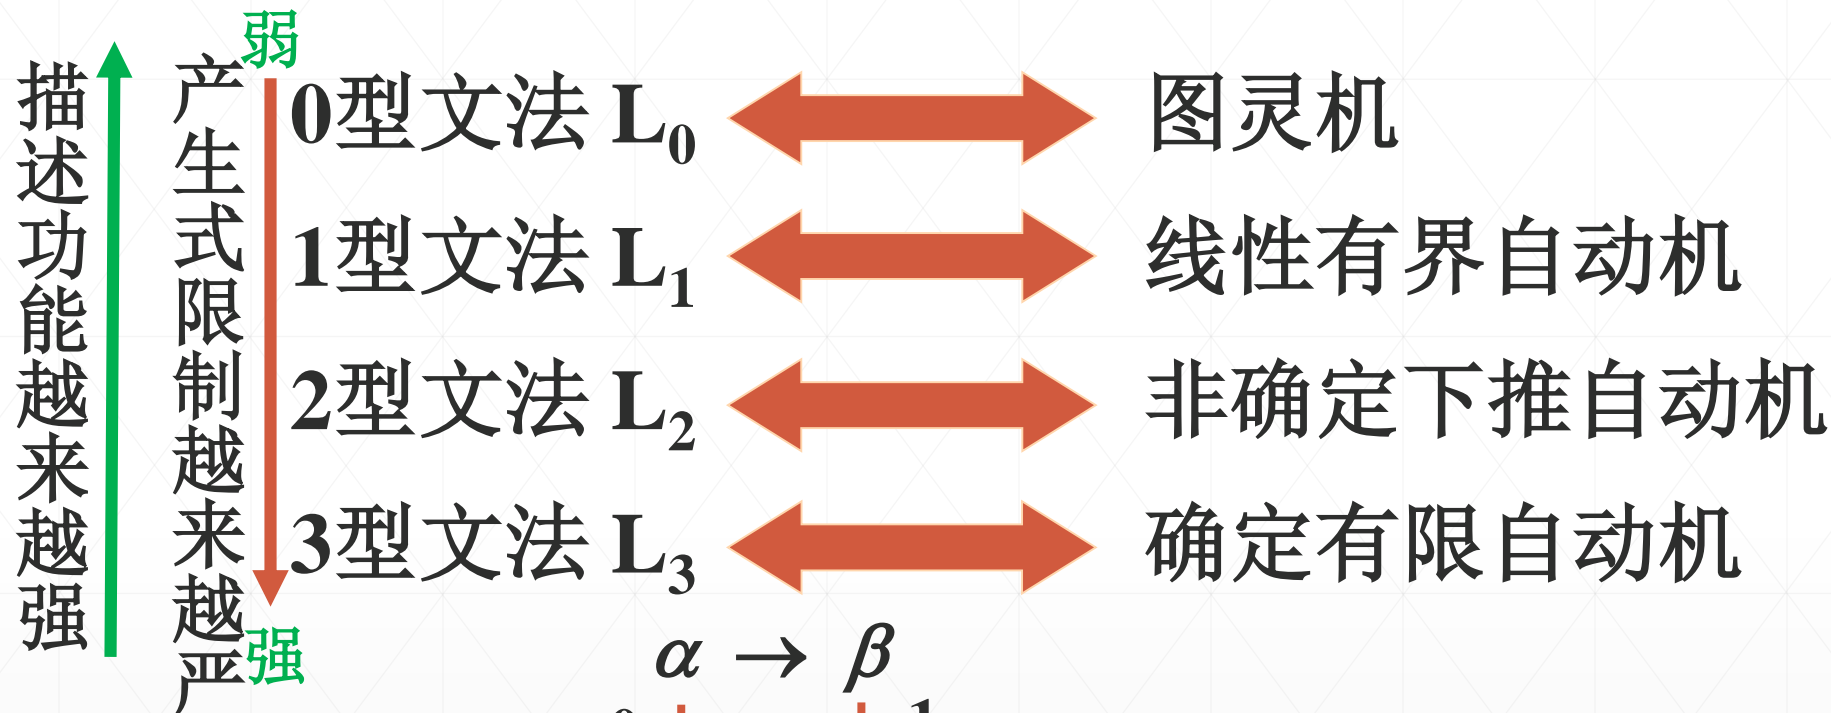 描述功能越来越强
产生式限制越来越严
弱
强
0型文法 L₀ 图灵机
1型文法 L₁ 线性有界自动机
2型文法 L₂ 非确定下推自动机
3型文法 L₃ 确定有限自动机
α → β